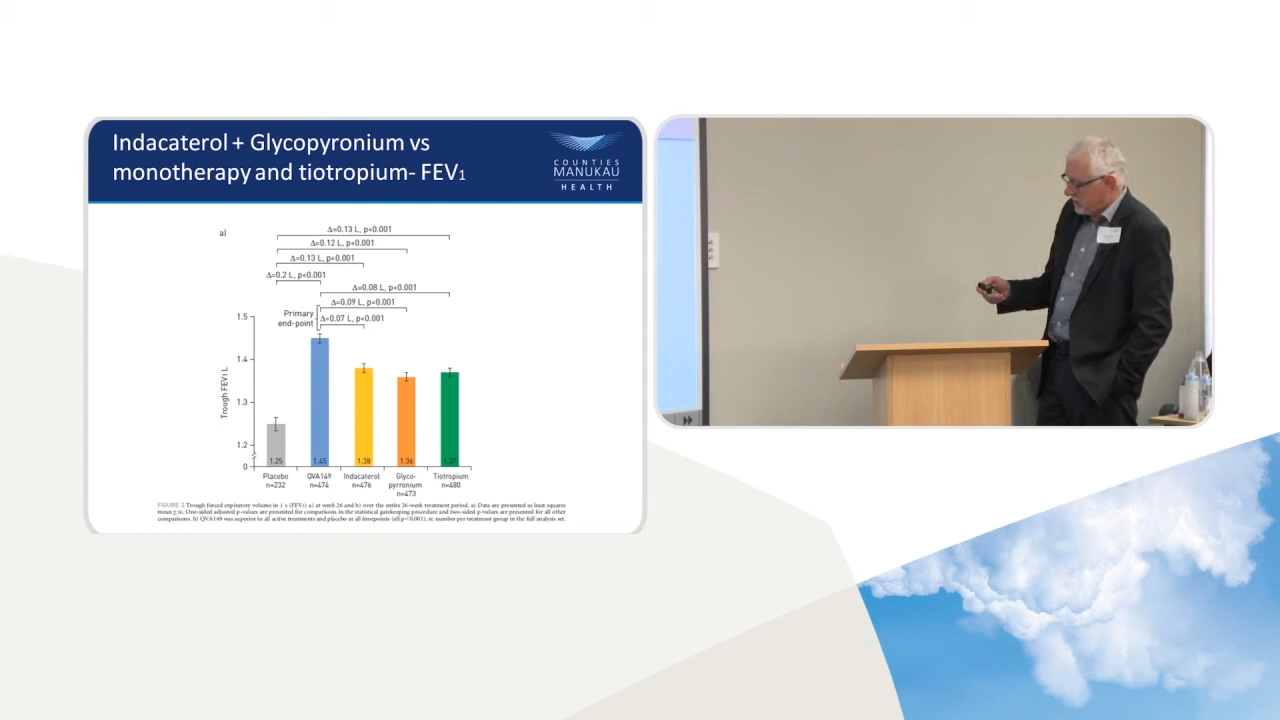 Indacaterol + Glycopyronium vs
monotherapy and tiotropium- FEV1
COUNTIES
MANUKAU
HEALTH
a)
Δ=0.13 L, p<0.001
Δ=0.12 L, p<0.001
Δ=0.13 L, p<0.001
Δ=0.2 L, p<0.001
Δ=0.08 L, p<0.001
Δ=0.09 L, p<0.001
Primary
end-point
Δ=0.07 L, p<0.001
Trough FEV1 L
1.5
1.4
1.3
1.2
0
1.25
1.45
1.38
1.36
1.37
Placebo
n=232
QVA149
n=474
Indacaterol
n=476
Glyco-
pyrronium
n=473
Tiotropium
n=480
FIGURE 3 Trough forced expiratory volume in 1 s (FEV1) a) at week 26 and b) over the entire 26-week treatment period. a) Data are presented as least squares
mean±SE. One-sided adjusted p-values are presented for comparisons in the statistical gatekeeping procedure and two-sided p-values are presented for all other
comparisons. b) QVA149 was superior to all active treatments and placebo at all timepoints (all p<0.001). n: number per treatment group in the full analysis set.